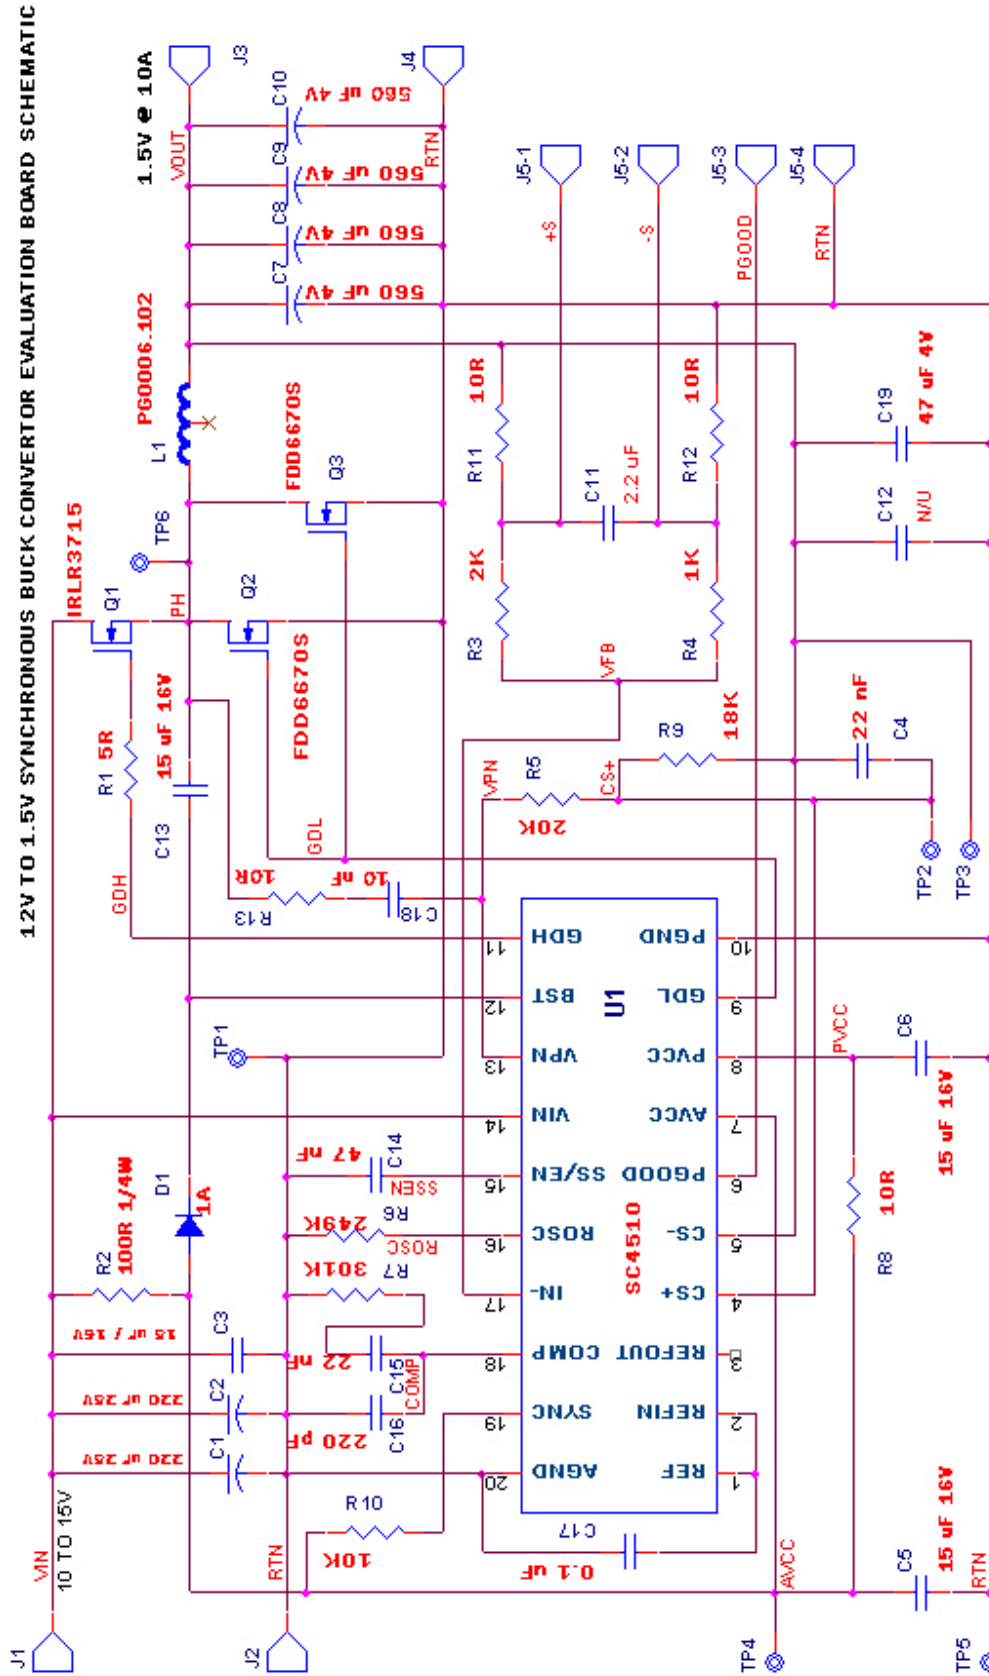 12V TO 1.5V SYNCHRONOUS BUCK CONVERTOR EVALUATION BOARD SCHEMATIC
J1
VIN
10 TO 15V
220 uF 25V
C1
220 uF 25V
C2
15 uF / 16V
C3
R2
100R 1/4W
D1
1A
TP1
GDH
R1
5R
C13
15 uF 16V
Q1
IRLR3715
PH
TP6
Q2
FDD6670S
Q3
FDD6670S
L1
PG0006.102
1.5V @ 10A
VOUT
J3
C7
560 uF 4V
C8
560 uF 4V
C9
560 uF 4V
C10
560 uF 4V
RTN
J4
J2
RTN
R10
10K
C16
220 pF
C15
22 nF
COMP
R7
301K
R6
249K
ROSC
C14
47 nF
SSEN
R13
10R
C18
10 nF
GDL
C17
0.1 uF
U1
SC4510
20
AGND
19
SYNC
18
COMP
17
IN-
16
ROSC
15
SS/EN
14
VIN
13
VPN
12
BST
11
GDH
1
REF
2
REFIN
3
REFOUT
4
CS+
5
CS-
6
PGOOD
7
AVCC
8
PVCC
9
GDL
10
PGND
VPN
R5
20K
CS+
R9
18K
C4
22 nF
TP2
TP3
VFB
R3
2K
R4
1K
R11
10R
R12
10R
C11
2.2 uF
+S
J5-1
-S
J5-2
PGOOD
J5-3
RTN
J5-4
C12
N/U
C19
47 uF 4V
PVCC
C6
15 uF 16V
R8
10R
AVCC
TP4
C5
15 uF 16V
RTN
TP5